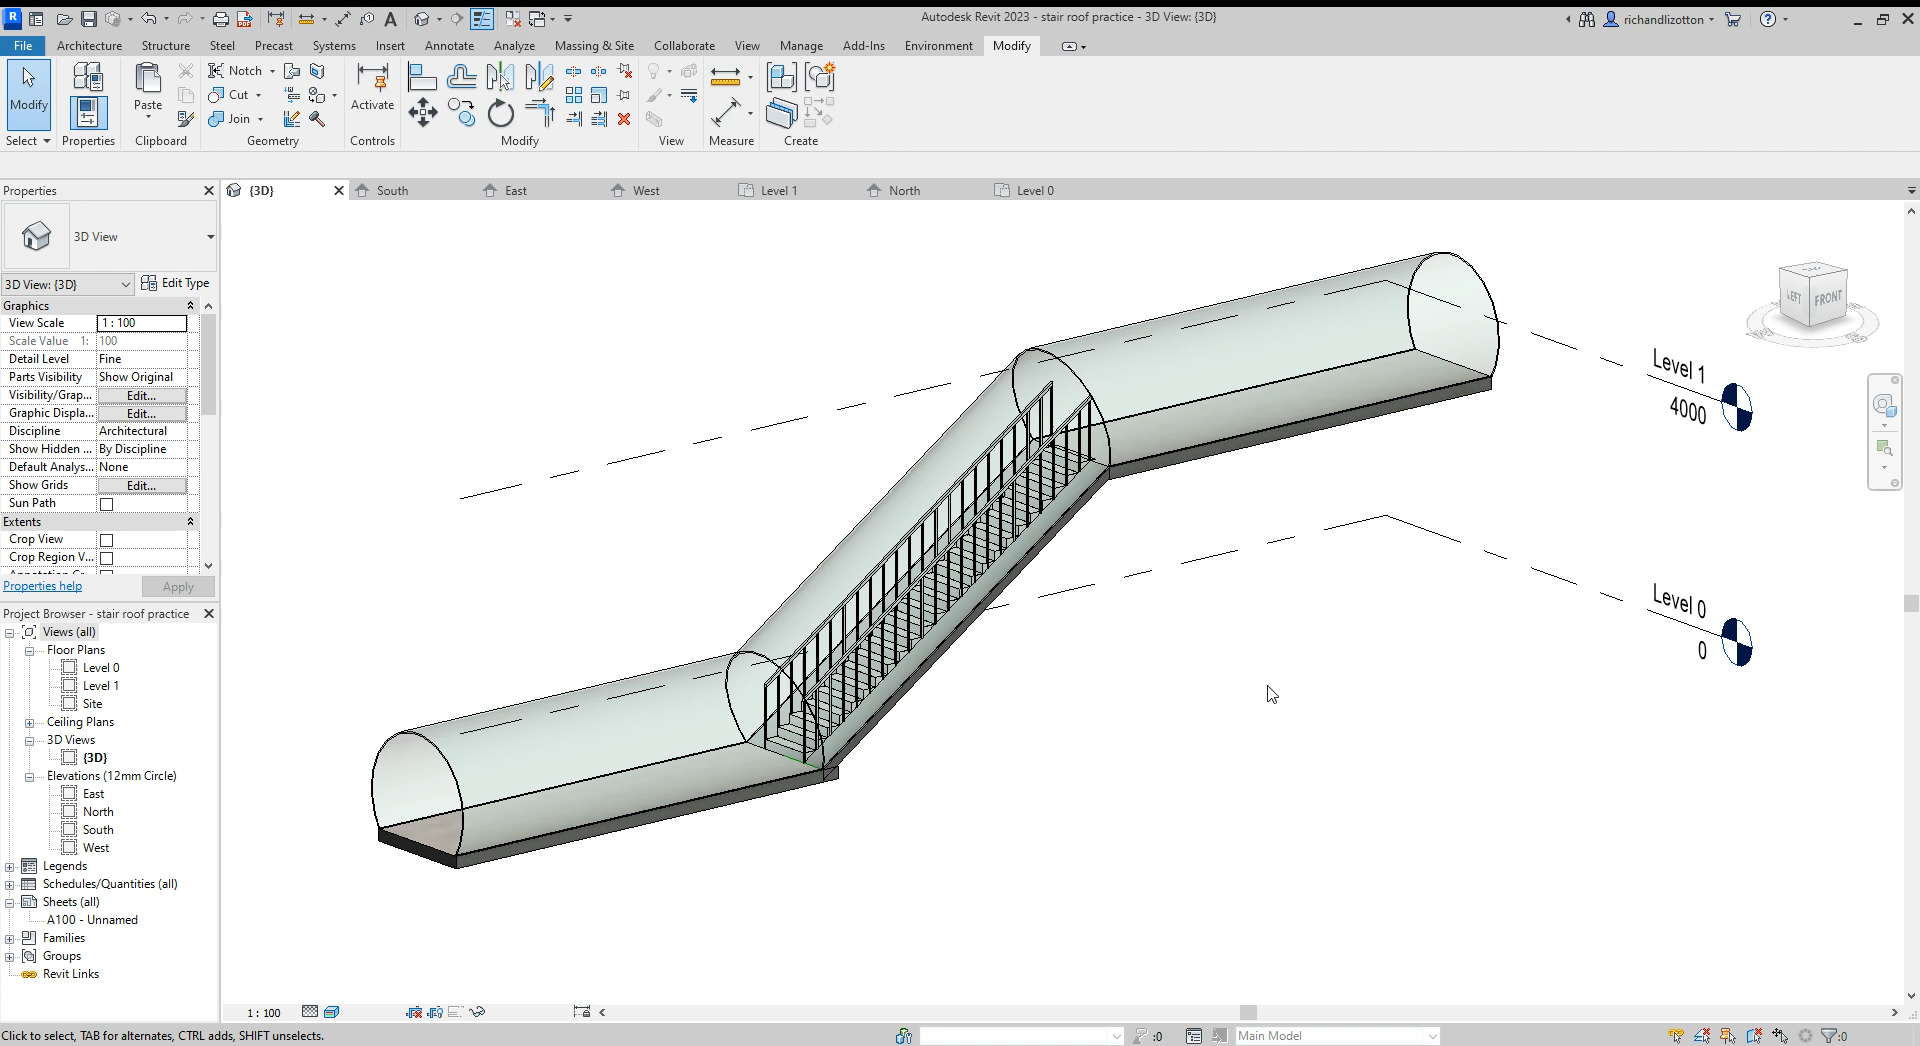 Autodesk Revit 2023 - stair roof practice - 3D View: {3D}
richandlizotton
File Architecture Structure Steel Precast Systems Insert Annotate Analyze Massing & Site Collaborate View Manage Add-Ins Environment Modify
Modify
Paste
Notch
Cut
Join
Activate
Select Properties Clipboard Geometry Controls Modify View Measure Create
Properties
{3D} South East West Level 1 North Level 0
3D View
3D View: {3D} Edit Type
Graphics
View Scale 1 : 100
Scale Value 1: 100
Detail Level Fine
Parts Visibility Show Original
Visibility/Grap... Edit...
Graphic Displa... Edit...
Discipline Architectural
Show Hidden ... By Discipline
Default Analys... None
Show Grids Edit...
Sun Path
Extents
Crop View
Crop Region V...
Properties help Apply
Project Browser - stair roof practice
Views (all)
Floor Plans
Level 0
Level 1
Site
Ceiling Plans
3D Views
{3D}
Elevations (12mm Circle)
East
North
South
West
Legends
Schedules/Quantities (all)
Sheets (all)
A100 - Unnamed
Families
Groups
Revit Links
LEFT FRONT
Level 1
4000
Level 0
0
1 : 100
Click to select, TAB for alternates, CTRL adds, SHIFT unselects.
:0
Main Model
:0